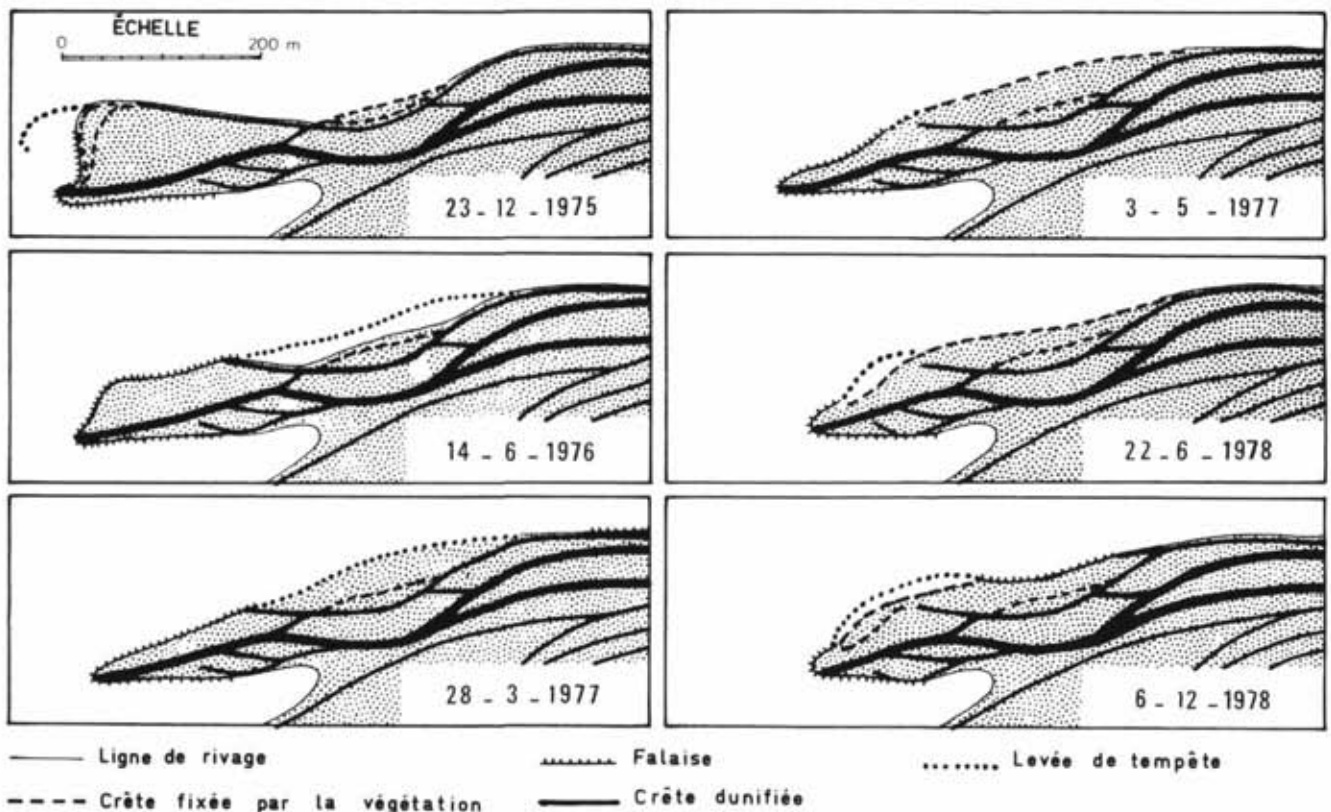 ÉCHELLE
0 200 m
23 - 12 - 1975
3 - 5 - 1977
14 - 6 - 1976
22 - 6 - 1978
28 - 3 - 1977
6 - 12 - 1978
Ligne de rivage
Falaise
Levée de tempête
Crête fixée par la végétation
Crête dunifiée